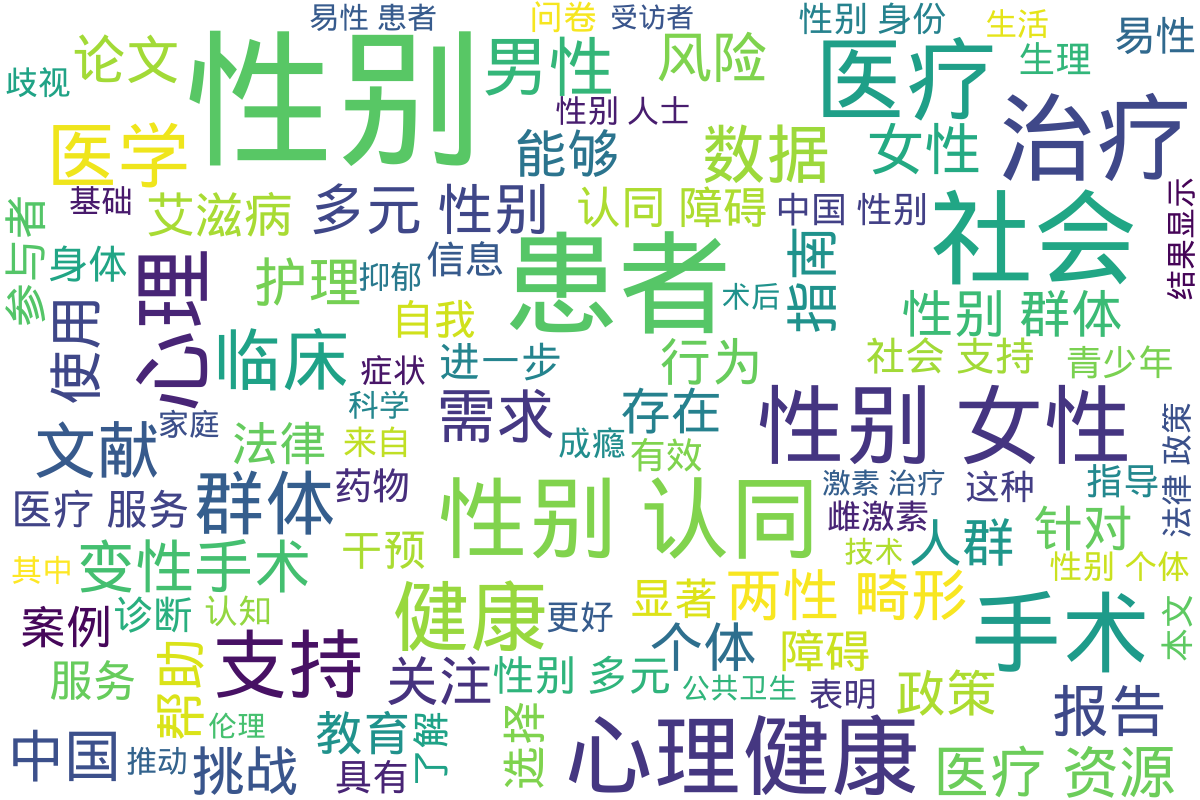 易性 患者
问卷
受访者
性别 身份
生活
易性
歧视
论文
性别
男性
风险
医疗
生理
性别 人士
治疗
医学
能够
数据
女性
基础
艾滋病
多元 性别
认同 障碍
中国 性别
社会
结果显示
参与者
身体
心理
护理
抑郁
信息
患者
术后
指南
性别 群体
使用
临床
自我
症状
进一步
行为
社会 支持
青少年
科学
需求
存在
性别 女性
家庭
文献
法律
来自
成瘾
有效
法律 政策
医疗 服务
群体
药物
性别 认同
激素 治疗
雌激素
这种
指导
人群
针对
其中
变性手术
干预
技术
性别 个体
案例
诊断
认知
健康
更好
显著
两性 畸形
手术
本文
服务
帮助
支持
关注
性别 多元
个体
障碍
公共卫生
表明
政策
报告
伦理
中国
推动
挑战
教育
了解
具有
选择
心理健康
医疗 资源